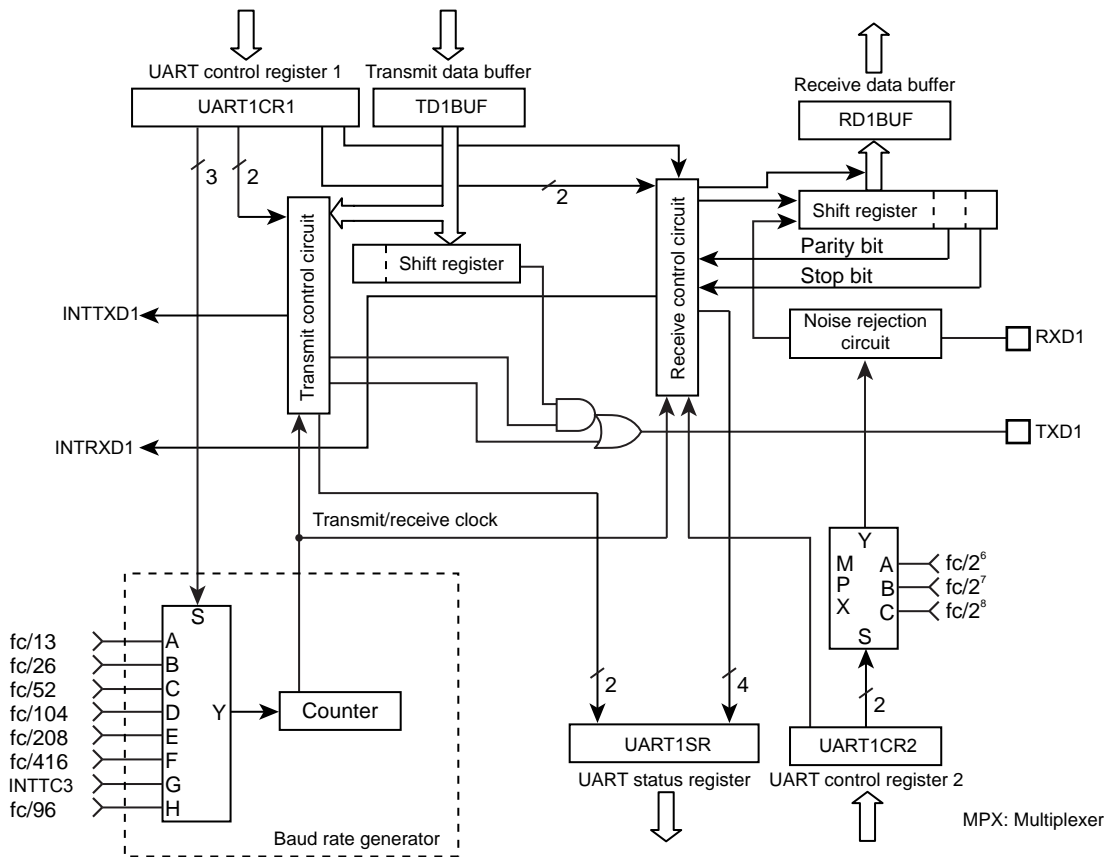 UART control register 1
Transmit data buffer
Receive data buffer
UART1CR1
TD1BUF
RD1BUF
3
2
2
Transmit control circuit
Receive control circuit
Shift register
Shift register
Parity bit
Stop bit
INTTXD1
Noise rejection
circuit
RXD1
INTRXD1
TXD1
Transmit/receive clock
Y
M
P
X
A
B
C
S
fc/2⁶
fc/2⁷
fc/2⁸
S
fc/13
A
fc/26
B
fc/52
C
fc/104
D
Y
Counter
fc/208
E
fc/416
F
INTTC3
G
fc/96
H
Baud rate generator
2
4
2
UART1SR
UART status register
UART1CR2
UART control register 2
MPX: Multiplexer